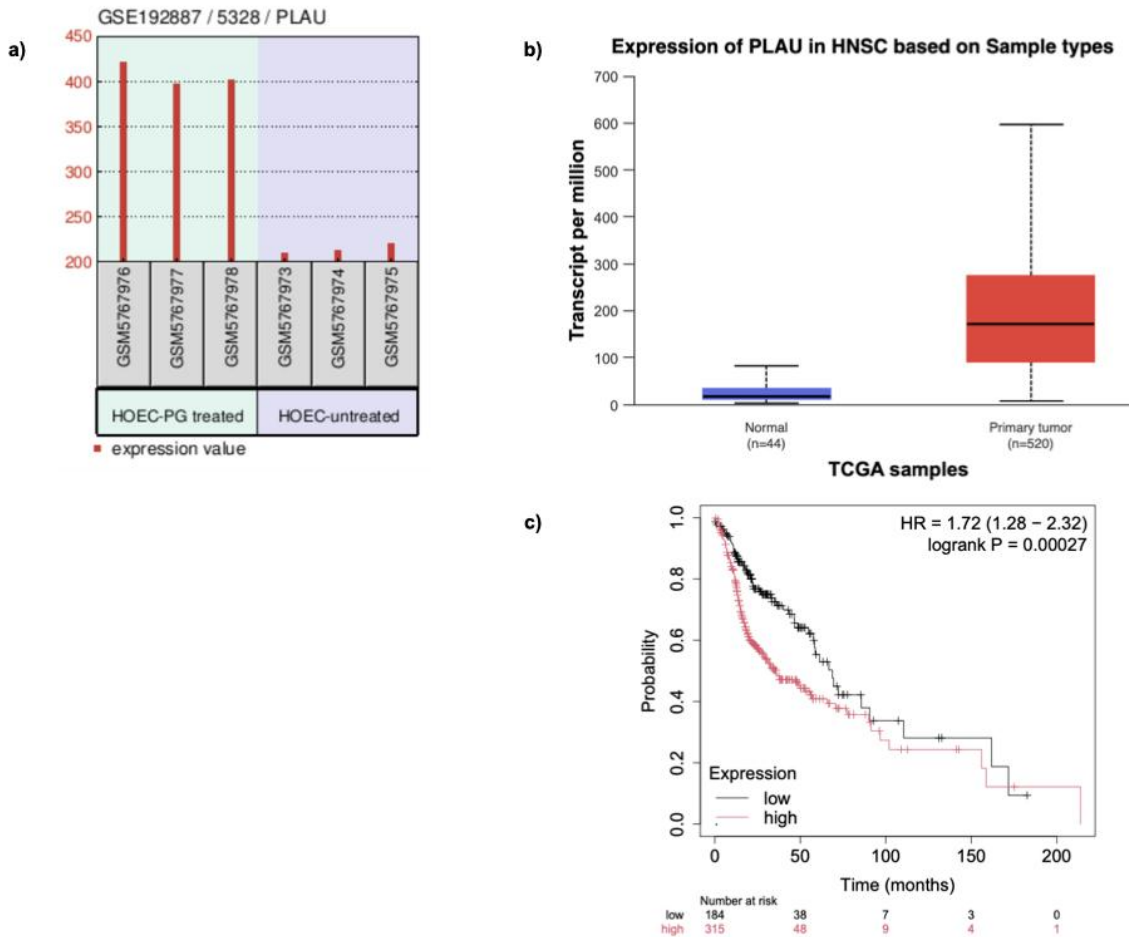 a)
GSE192887 / 5328 / PLAU
450
400
350
300
250
200
GSM5767976
GSM5767977
GSM5767978
GSM5767973
GSM5767974
GSM5767975
HOEC-PG treated HOEC-untreated
expression value
b)
Expression of PLAU in HNSC based on Sample types
Transcript per million
700
600
500
400
300
200
100
0
Normal
(n=44)
Primary tumor
(n=520)
TCGA samples
c)
HR = 1.72 (1.28 − 2.32)
logrank P = 0.00027
Probability
1.0
0.8
0.6
0.4
0.2
0.0
Expression
low
high
0 50 100 150 200
Time (months)
Number at risk
low 184 38 7 3 0
high 315 48 9 4 1